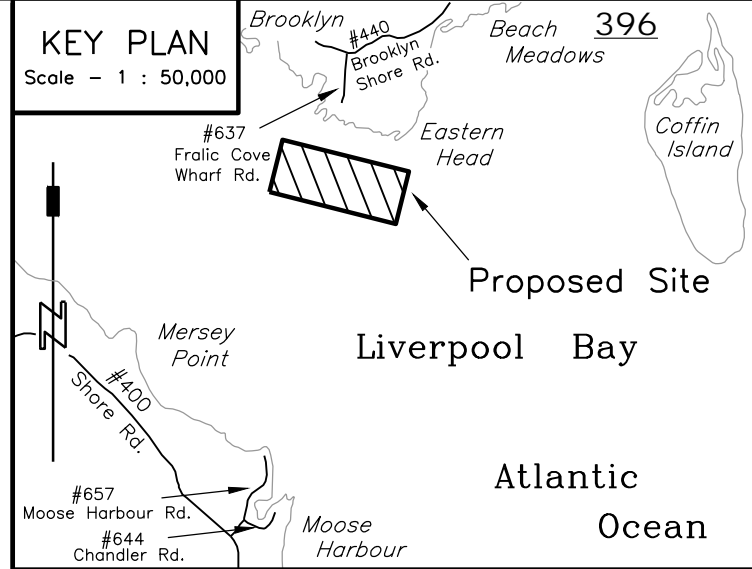 KEY PLAN
Scale - 1 : 50,000
Brooklyn
#440
Brooklyn
Shore Rd.
Beach
Meadows
396
#637
Fralic Cove
Wharf Rd.
Eastern
Head
Coffin
Island
Proposed Site
Mersey
Point
Liverpool Bay
#400
Shore Rd.
Atlantic
Ocean
#657
Moose Harbour Rd.
#644
Chandler Rd.
Moose
Harbour
N